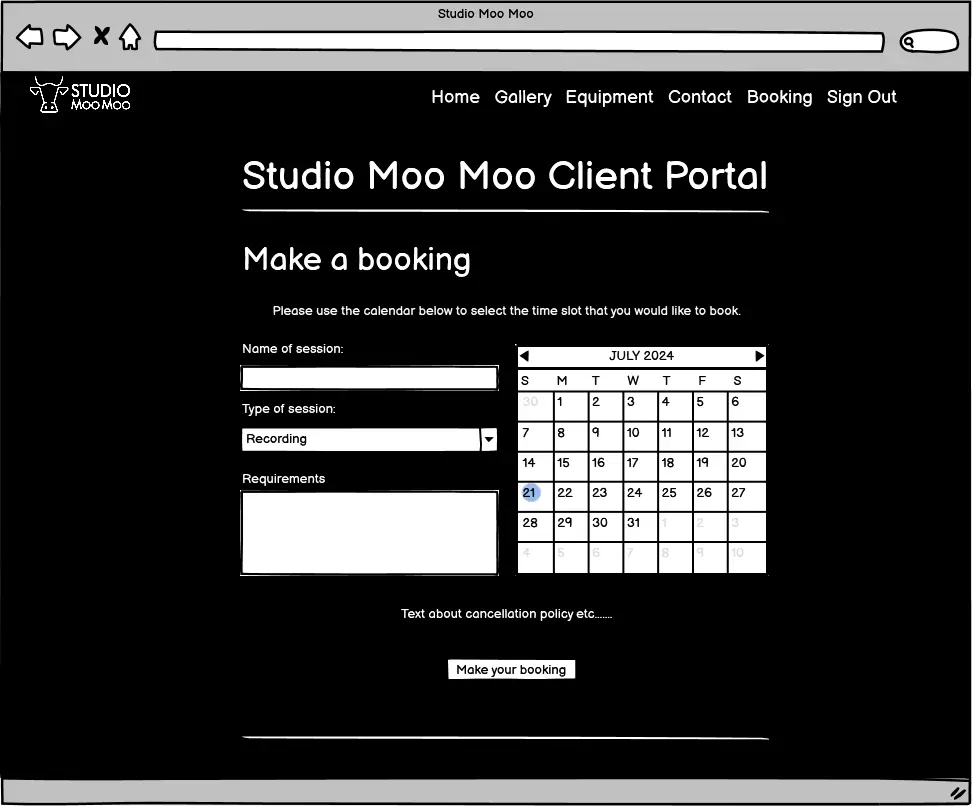 Studio Moo Moo
STUDIO
Moo Moo
Home Gallery Equipment Contact Booking Sign Out
Studio Moo Moo Client Portal
Make a booking
Please use the calendar below to select the time slot that you would like to book.
Name of session:
Type of session:
Recording
Requirements
JULY 2024
S M T W T F S
30 1 2 3 4 5 6
7 8 9 10 11 12 13
14 15 16 17 18 19 20
21 22 23 24 25 26 27
28 29 30 31 1 2 3
4 5 6 7 8 9 10
Text about cancellation policy etc.......
Make your booking